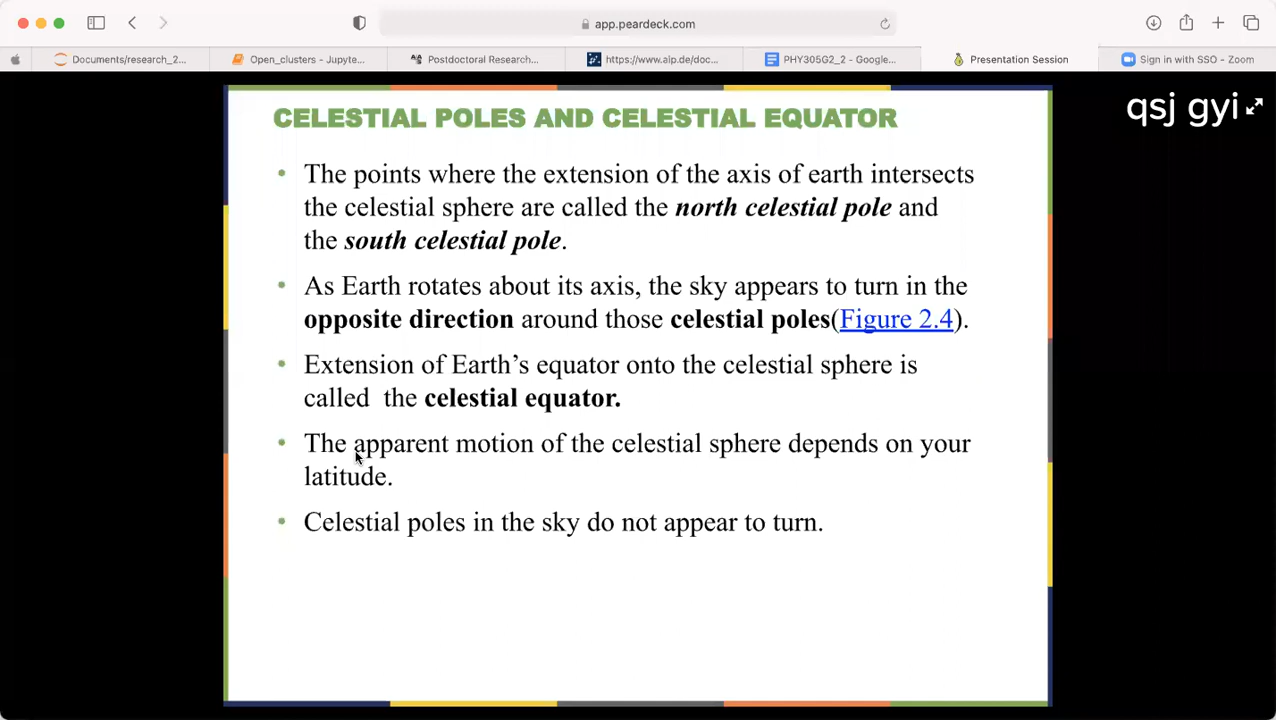 app.peardeck.com
Documents/research_2...
Open_clusters - Jupyte...
Postdoctoral Research...
https://www.aip.de/doc...
PHY305G2_2 - Google...
Presentation Session
Sign in with SSO - Zoom
qsj gyi
CELESTIAL POLES AND CELESTIAL EQUATOR
• The points where the extension of the axis of earth intersects
the celestial sphere are called the north celestial pole and
the south celestial pole.
• As Earth rotates about its axis, the sky appears to turn in the
opposite direction around those celestial poles(Figure 2.4).
• Extension of Earth’s equator onto the celestial sphere is
called  the celestial equator.
• The apparent motion of the celestial sphere depends on your
latitude.
• Celestial poles in the sky do not appear to turn.